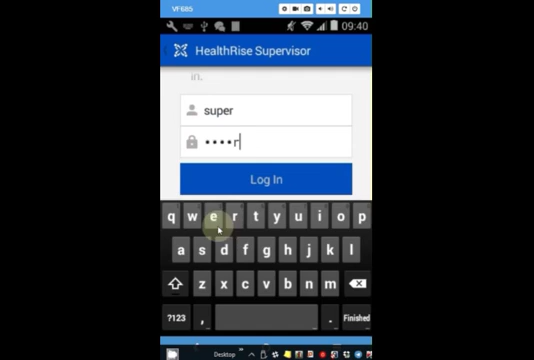 VF685
09:40
HealthRise Supervisor
in.
super
••••r
Log In
q w e r t y u i o p
a s d f g h j k l
z x c v b n m
?123 , . Finished
Desktop